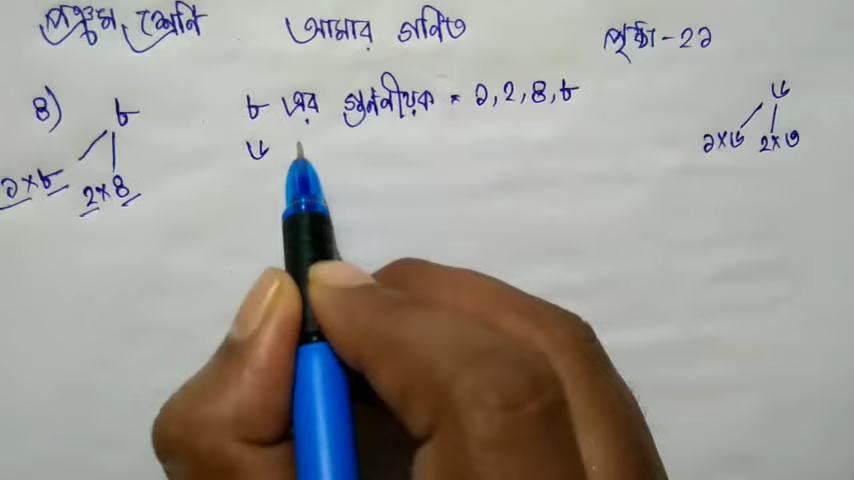 পঞ্চম শ্রেণি আমার গণিত পৃষ্ঠা - ২১
৪) ৮ ৮ এর গুণনীয়ক = ১, ২, ৪, ৮ ৬
৬ ১×৬ ২×৩
১×৮ ২×৪